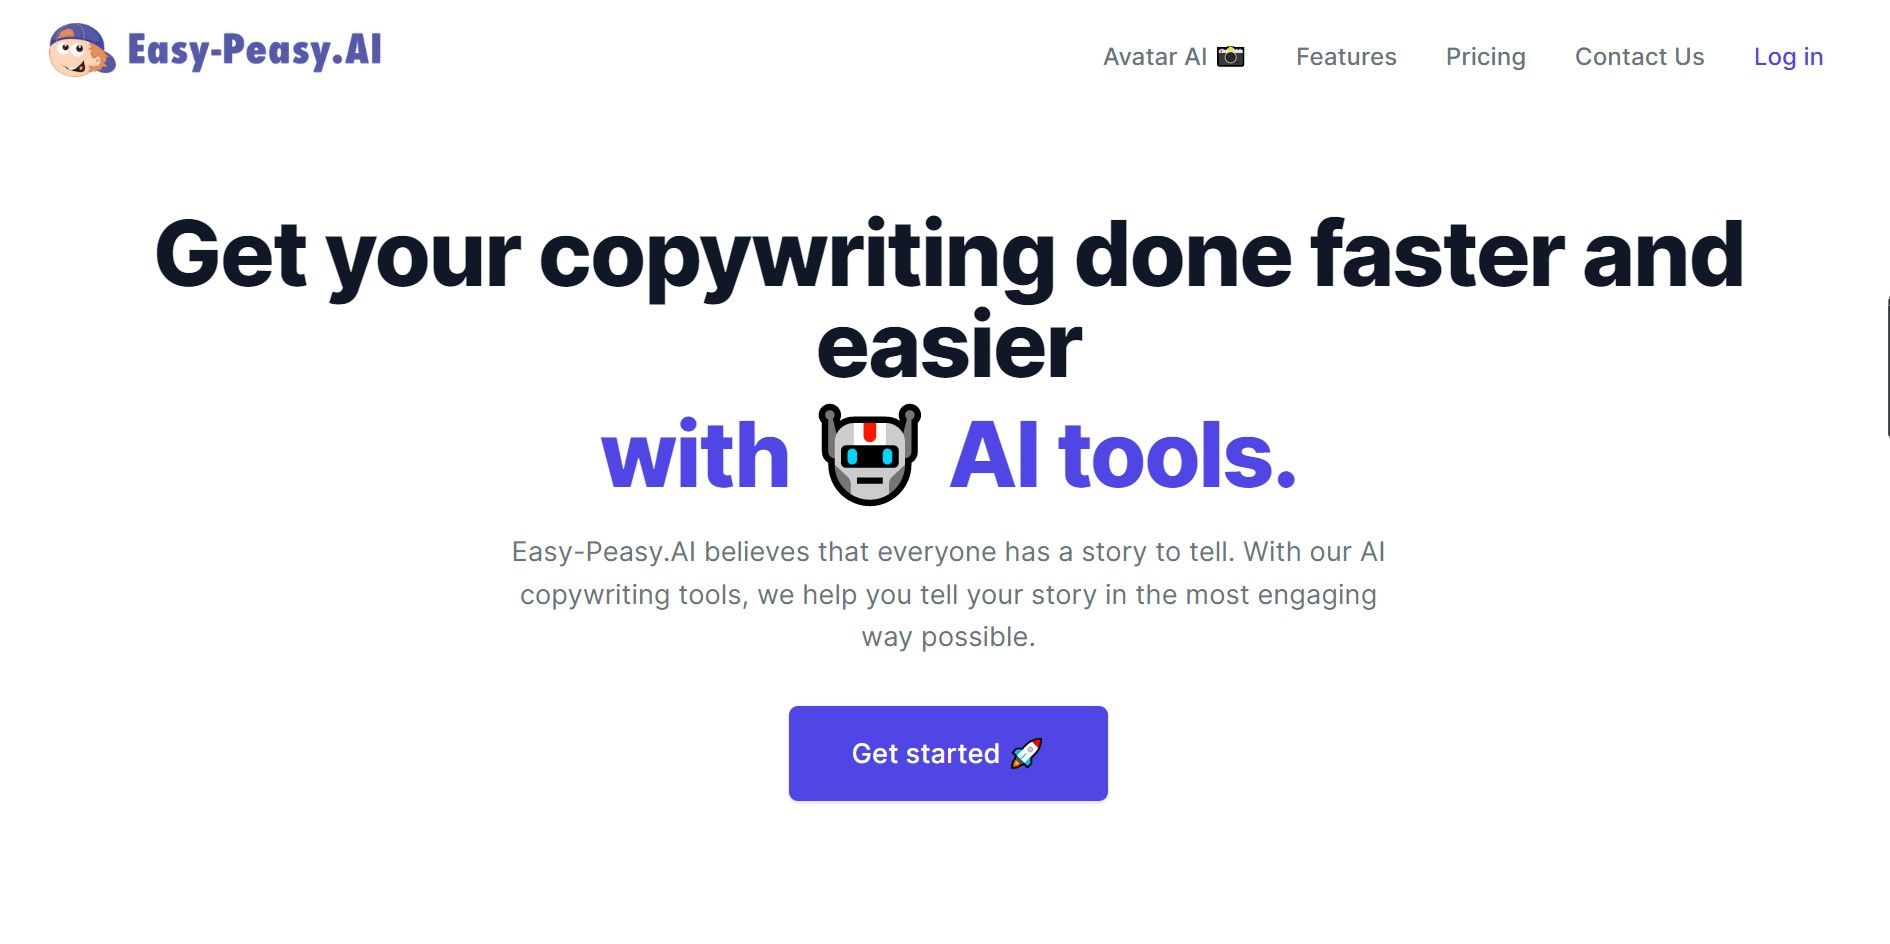 Easy-Peasy.AI
Avatar AI 📸 Features Pricing Contact Us Log in
Get your copywriting done faster and
easier
with 🤖 AI tools.
Easy-Peasy.AI believes that everyone has a story to tell. With our AI
copywriting tools, we help you tell your story in the most engaging
way possible.
Get started 🚀